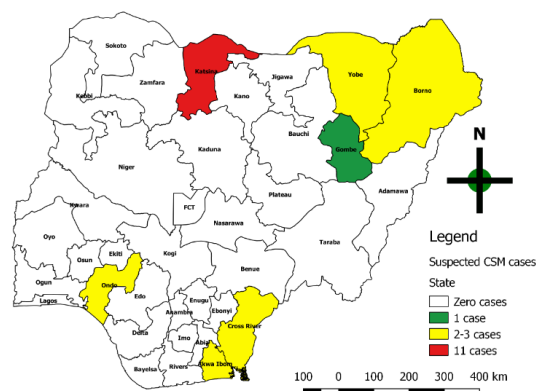 Sokoto
Katsina
Jigawa
Yobe
Borno
Zamfara
Kebbi
Kano
Bauchi
Gombe
Kaduna
Niger
Adamawa
Plateau
FCT
Nasarawa
Kwara
Taraba
Oyo
Kogi
Osun
Ekiti
Benue
Ogun
Ondo
Edo
Enugu
Lagos
Anambra
Ebonyi
Cross River
Delta
Imo
Abia
Akwa Ibom
Bayelsa
Rivers
N
Legend
Suspected CSM cases
State
Zero cases
1 case
2-3 cases
11 cases
100 0 100 200 300 400 km